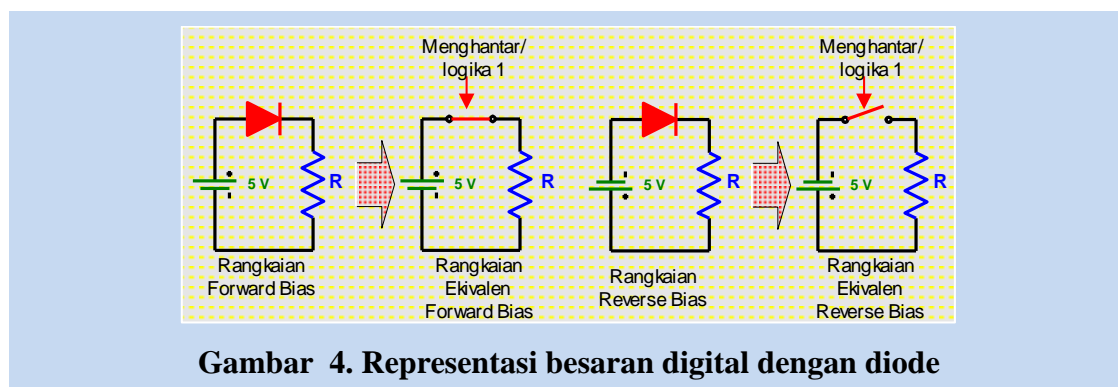 Menghantar/
logika 1
Menghantar/
logika 1
5 V
R
5 V
R
5 V
R
5 V
R
Rangkaian
Forward Bias
Rangkaian
Ekivalen
Forward Bias
Rangkaian
Reverse Bias
Rangkaian
Ekivalen
Reverse Bias
Gambar 4. Representasi besaran digital dengan diode